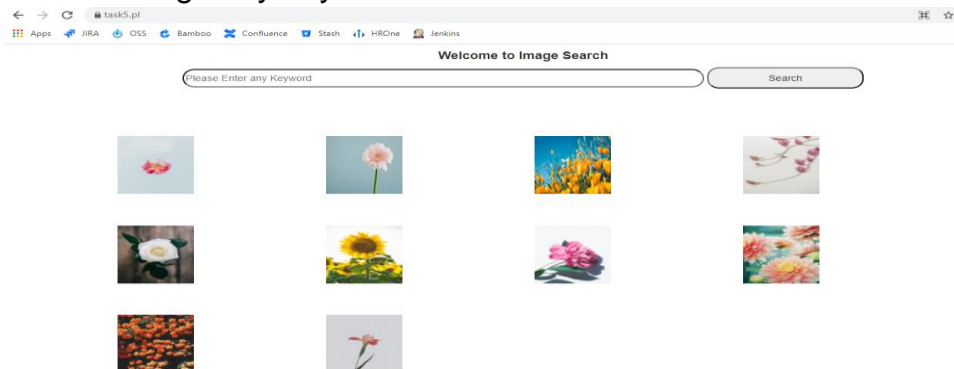 task5.pl
Apps JIRA OSS Bamboo Confluence Stash HROne Jenkins
Welcome to Image Search
Please Enter any Keyword Search